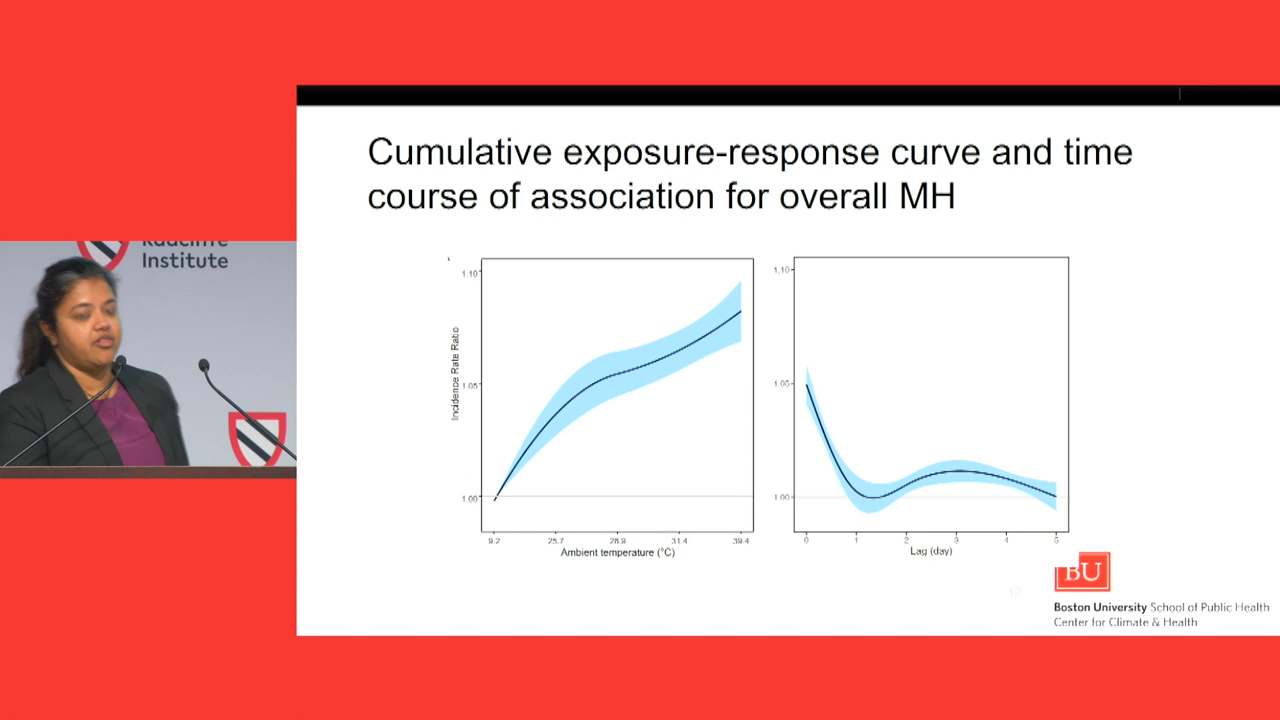 Cumulative exposure-response curve and time
course of association for overall MH
Institute
Incidence Rate Ratio
1.10
1.05
1.00
9.2 25.7 28.9 31.4 39.4
Ambient temperature (°C)
1.10
1.05
1.00
0 1 2 3 4 5
Lag (day)
12
BU
Boston University School of Public Health
Center for Climate & Health